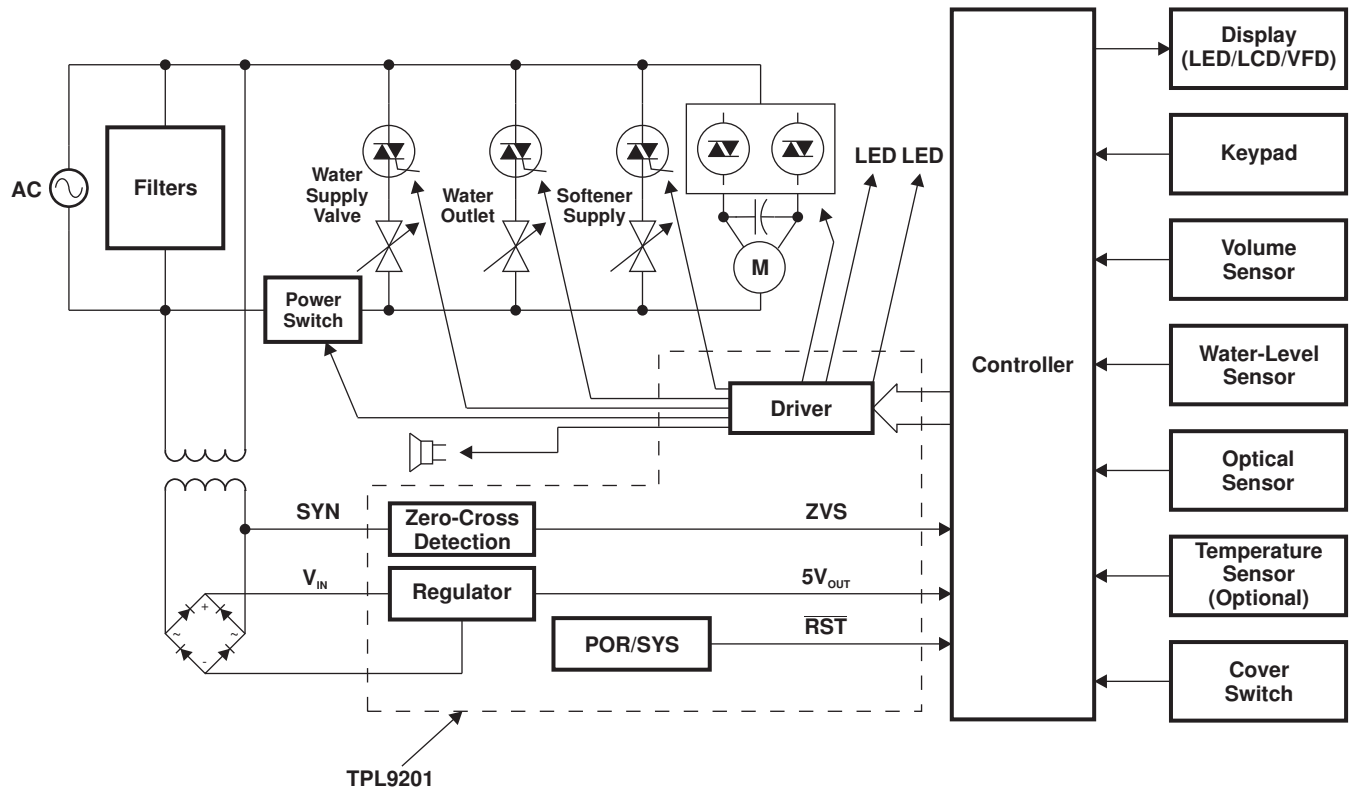 AC
Filters
Water
Supply
Valve
Water
Outlet
Softener
Supply
M
LED LED
Power
Switch
Driver
Controller
Display
(LED/LCD/VFD)
Keypad
Volume
Sensor
Water-Level
Sensor
Optical
Sensor
Temperature
Sensor
(Optional)
Cover
Switch
SYN
Zero-Cross
Detection
ZVS
VIN
Regulator
5VOUT
POR/SYS
RST
+
~ ~
-
TPL9201